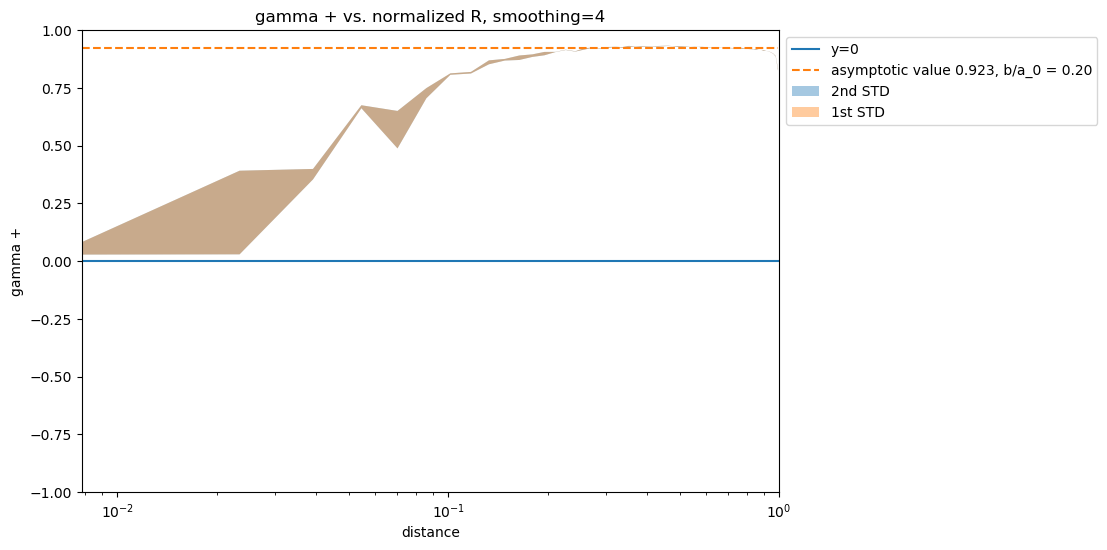 gamma + vs. normalized R, smoothing=4
1.00
0.75
0.50
0.25
0.00
−0.25
−0.50
−0.75
−1.00
gamma +
10⁻²
10⁻¹
10⁰
distance
y=0
asymptotic value 0.923, b/a_0 = 0.20
2nd STD
1st STD